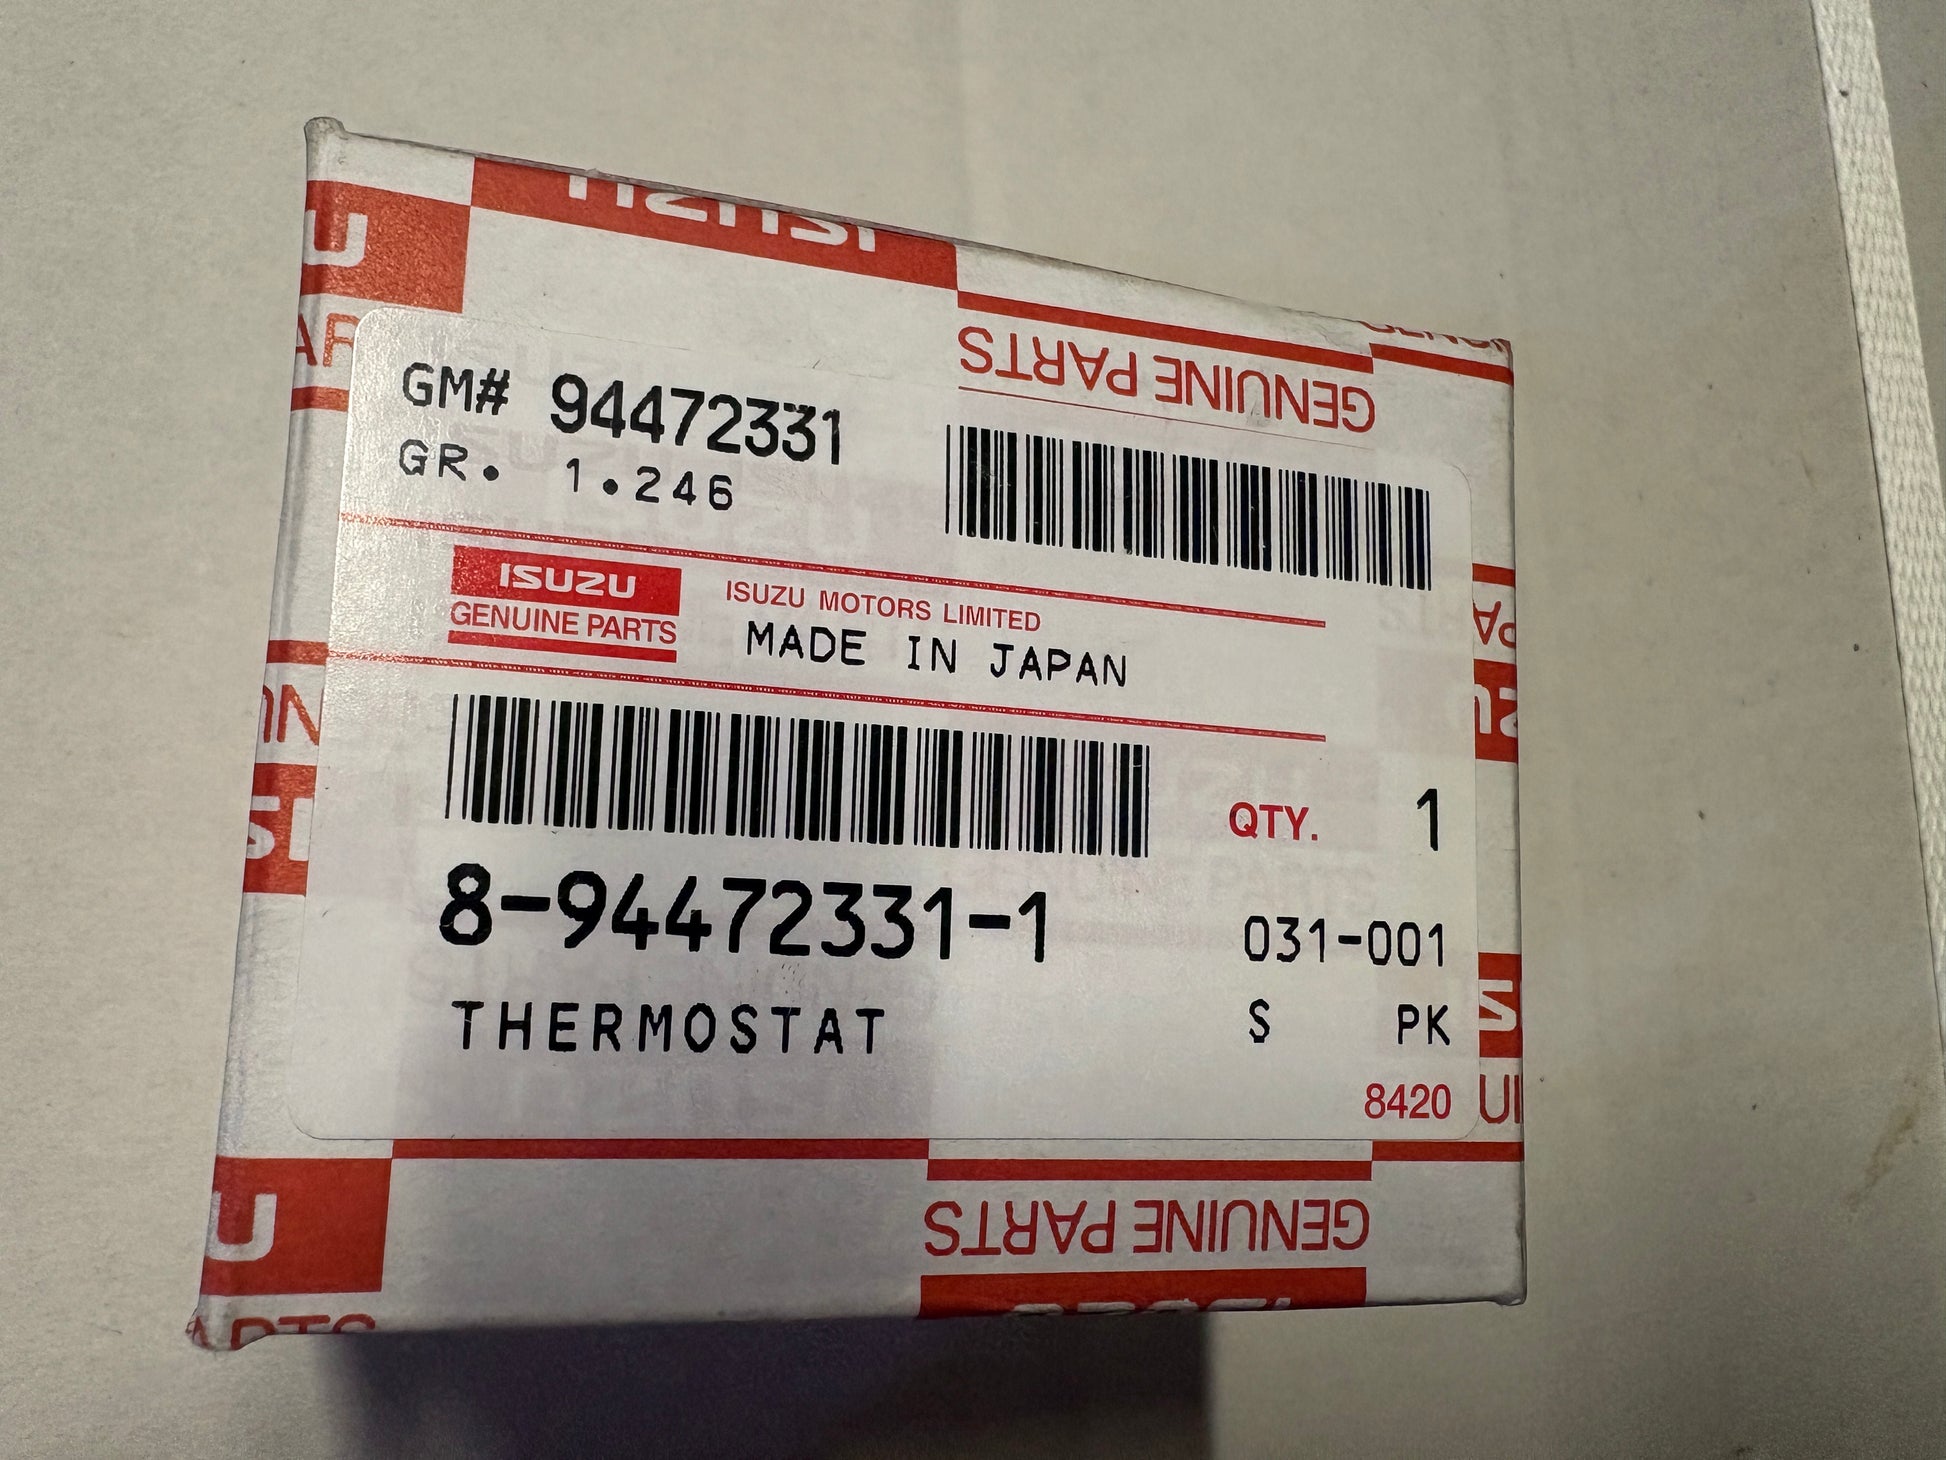 ISUZU
U
GENUINE PARTS
GM# 94472331
GR. 1.246
ISUZU
GENUINE PARTS
ISUZU MOTORS LIMITED
MADE IN JAPAN
QTY. 1
8-94472331-1 031-001
THERMOSTAT S PK
8420
U
GENUINE PARTS